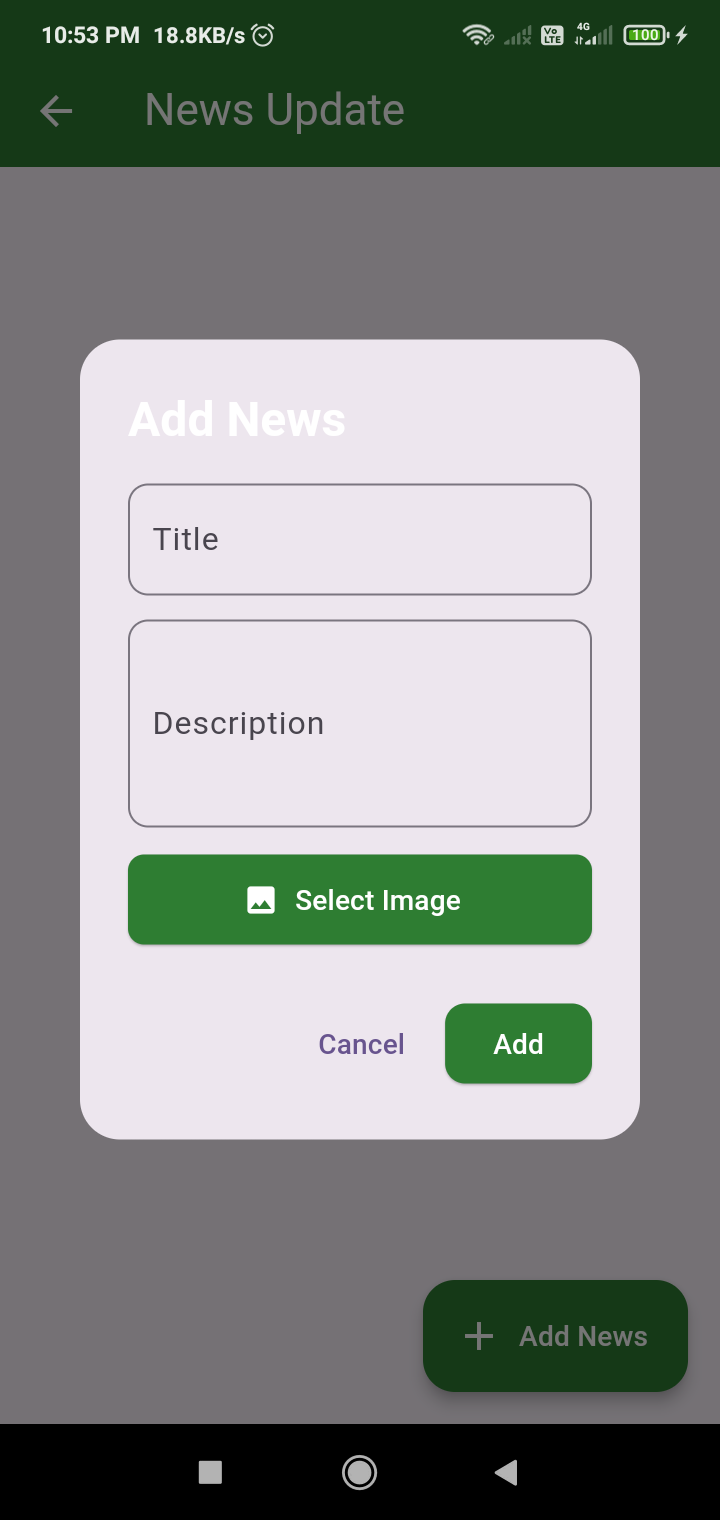 10:53 PM 18.8KB/s Vo LTE 4G 100
News Update
Add News
Title
Description
Select Image
Cancel Add
Add News